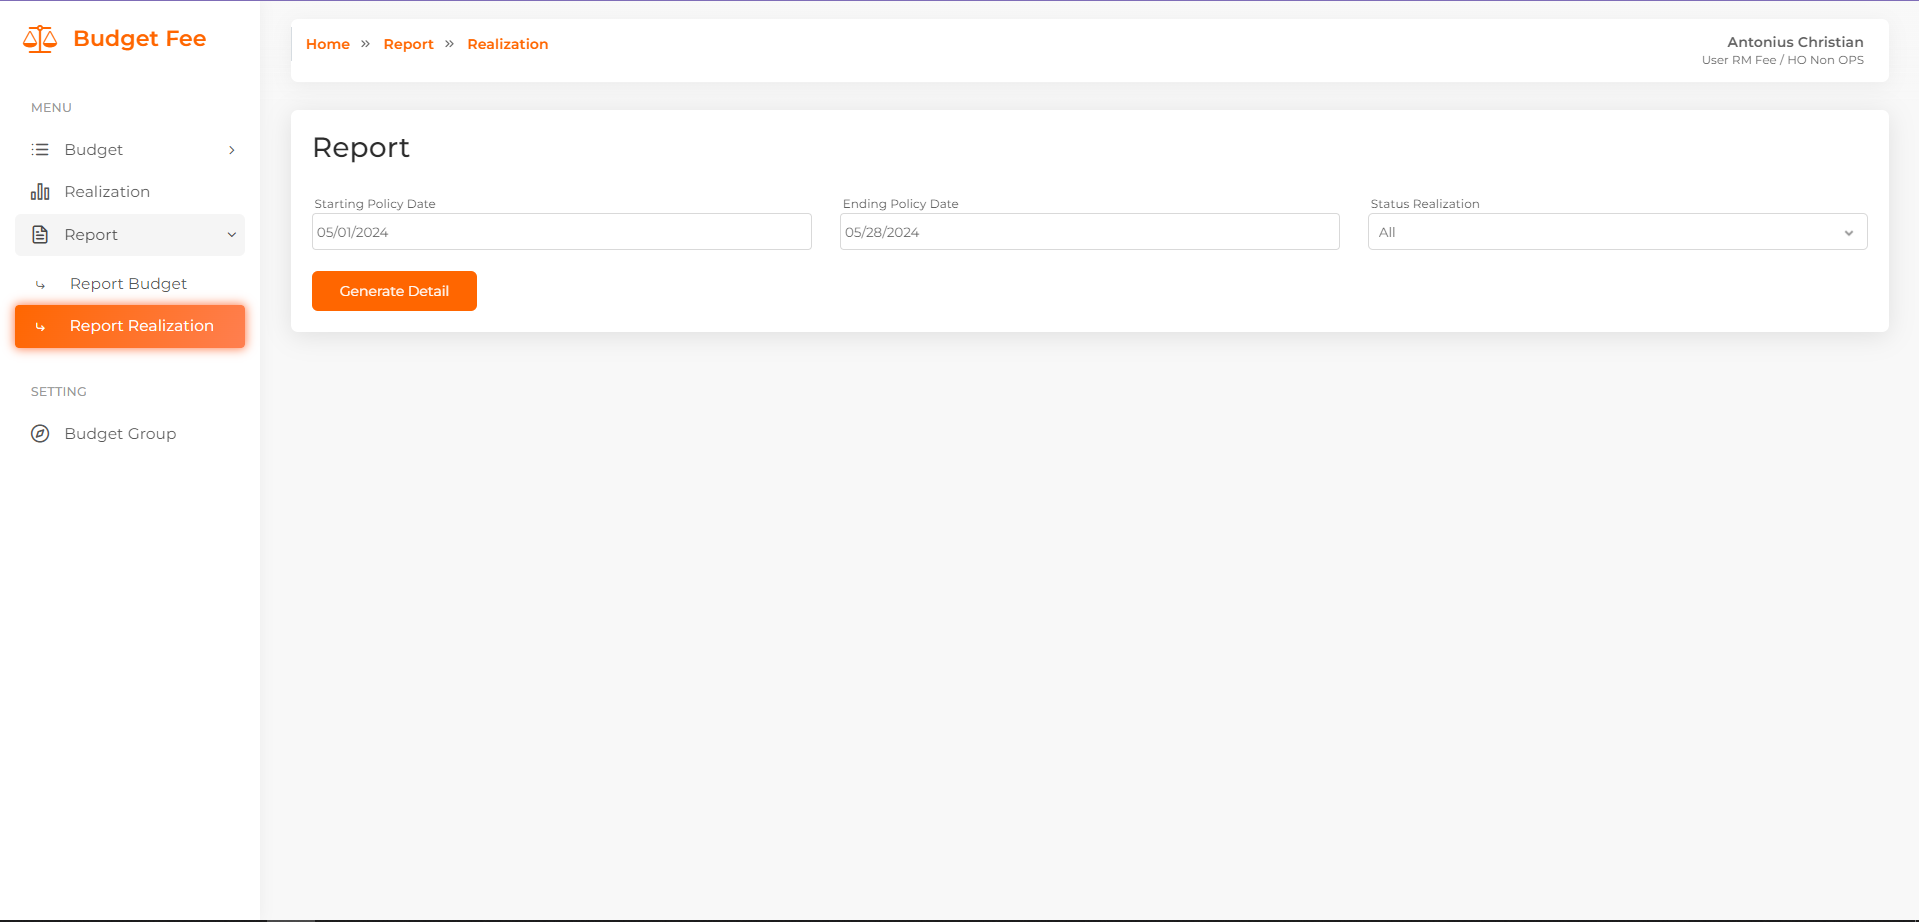 Budget Fee
MENU
Budget
Realization
Report
Report Budget
Report Realization
SETTING
Budget Group
Home » Report » Realization
Antonius Christian
User RM Fee / HO Non OPS
Report
Starting Policy Date
05/01/2024
Ending Policy Date
05/28/2024
Status Realization
All
Generate Detail